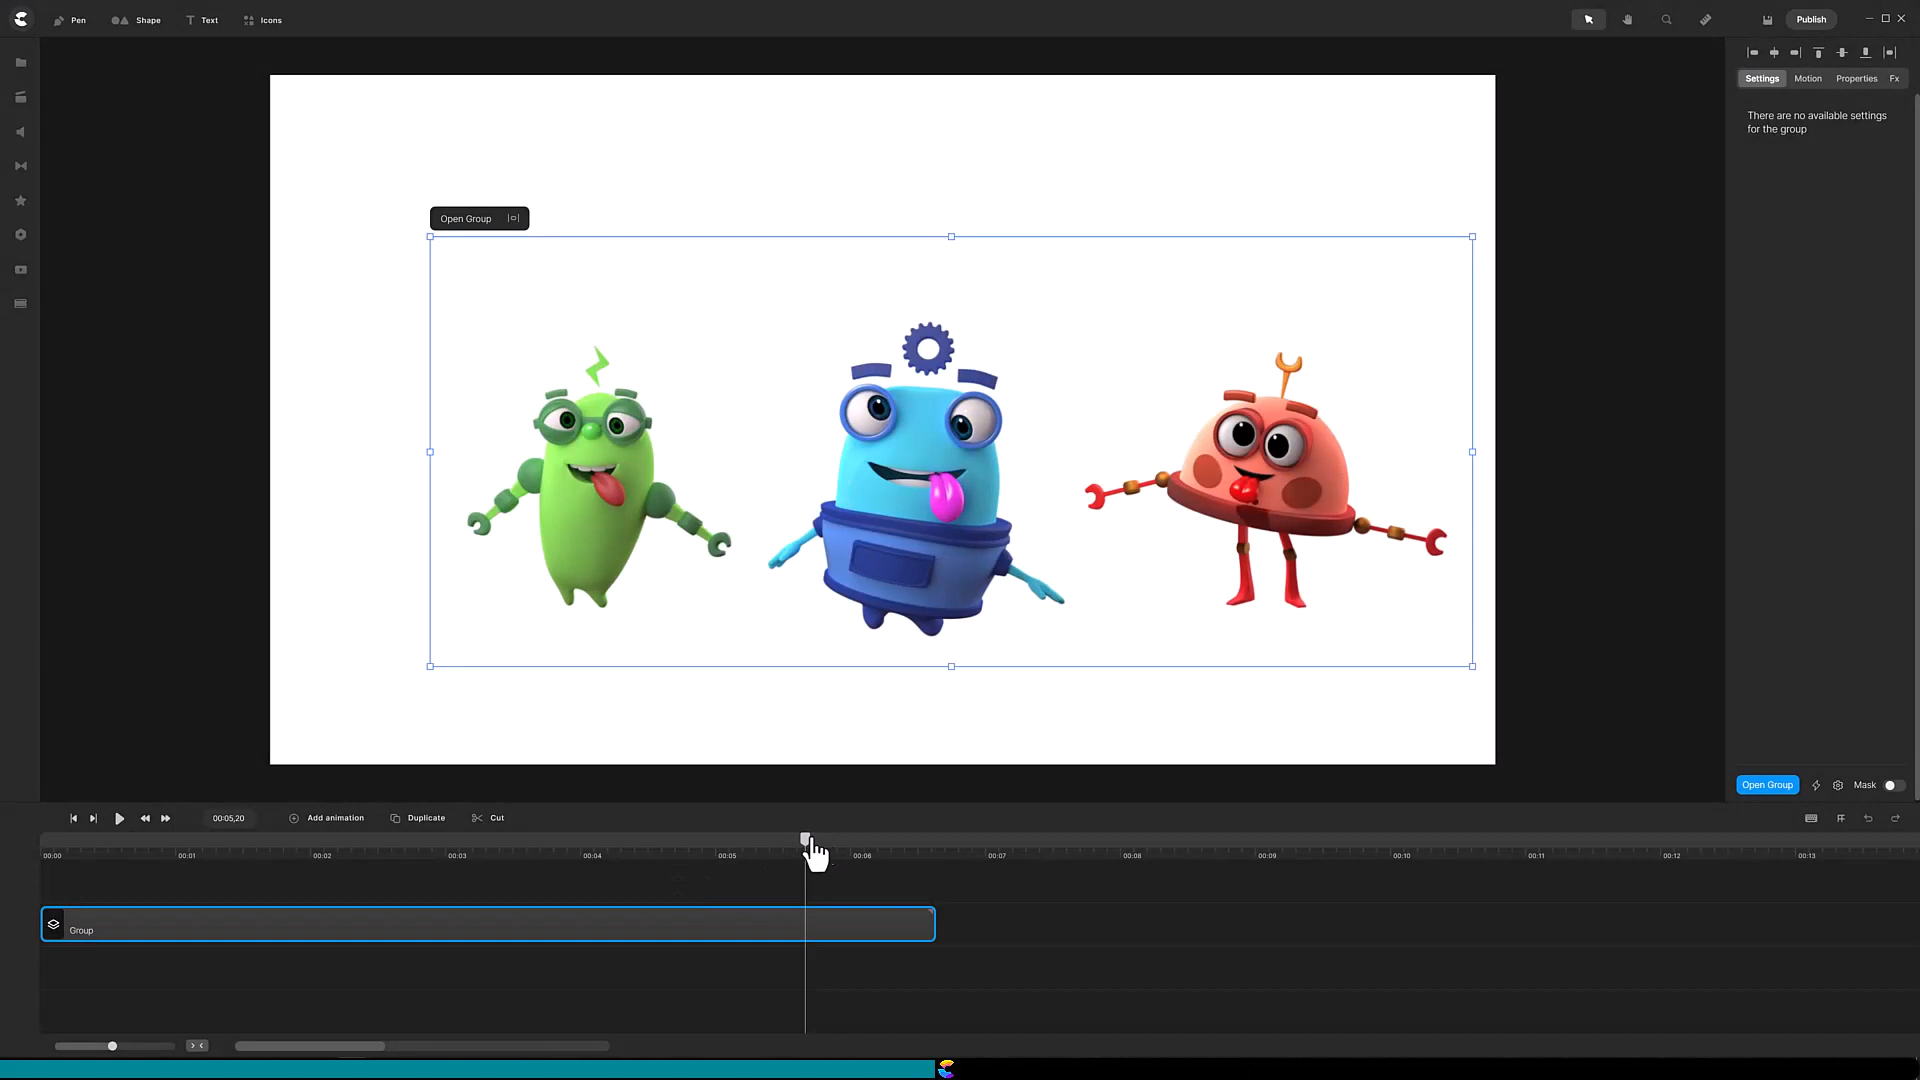 Pen
Shape
Text
Icons
Publish
Settings
Motion
Properties
Fx
There are no available settings
for the group
Open Group
Open Group
Mask
00:05,20
Add animation
Duplicate
Cut
00:00
00:01
00:02
00:03
00:04
00:05
00:06
00:07
00:08
00:09
00:10
00:11
00:12
00:13
Group